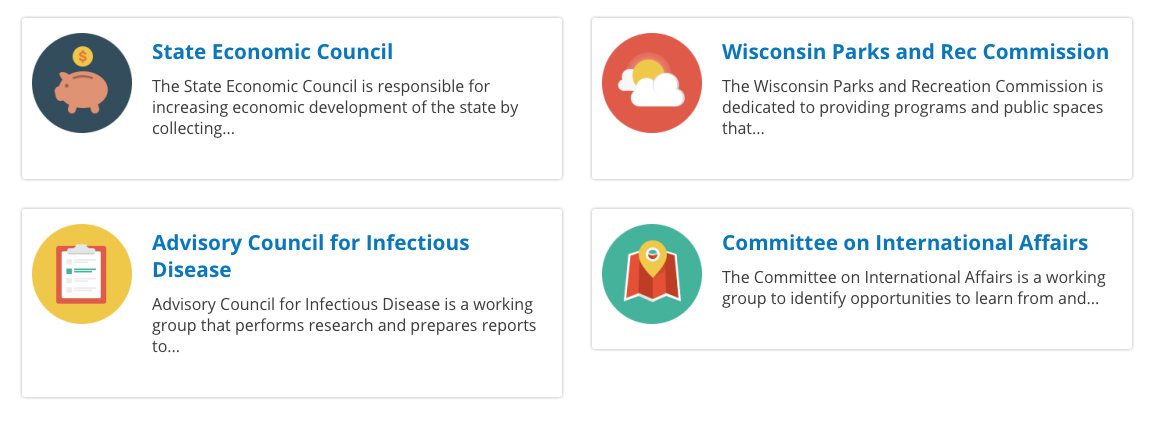 State Economic Council
The State Economic Council is responsible for
increasing economic development of the state by
collecting...
Wisconsin Parks and Rec Commission
The Wisconsin Parks and Recreation Commission is
dedicated to providing programs and public spaces
that...
Advisory Council for Infectious
Disease
Advisory Council for Infectious Disease is a working
group that performs research and prepares reports
to...
Committee on International Affairs
The Committee on International Affairs is a working
group to identify opportunities to learn from and...